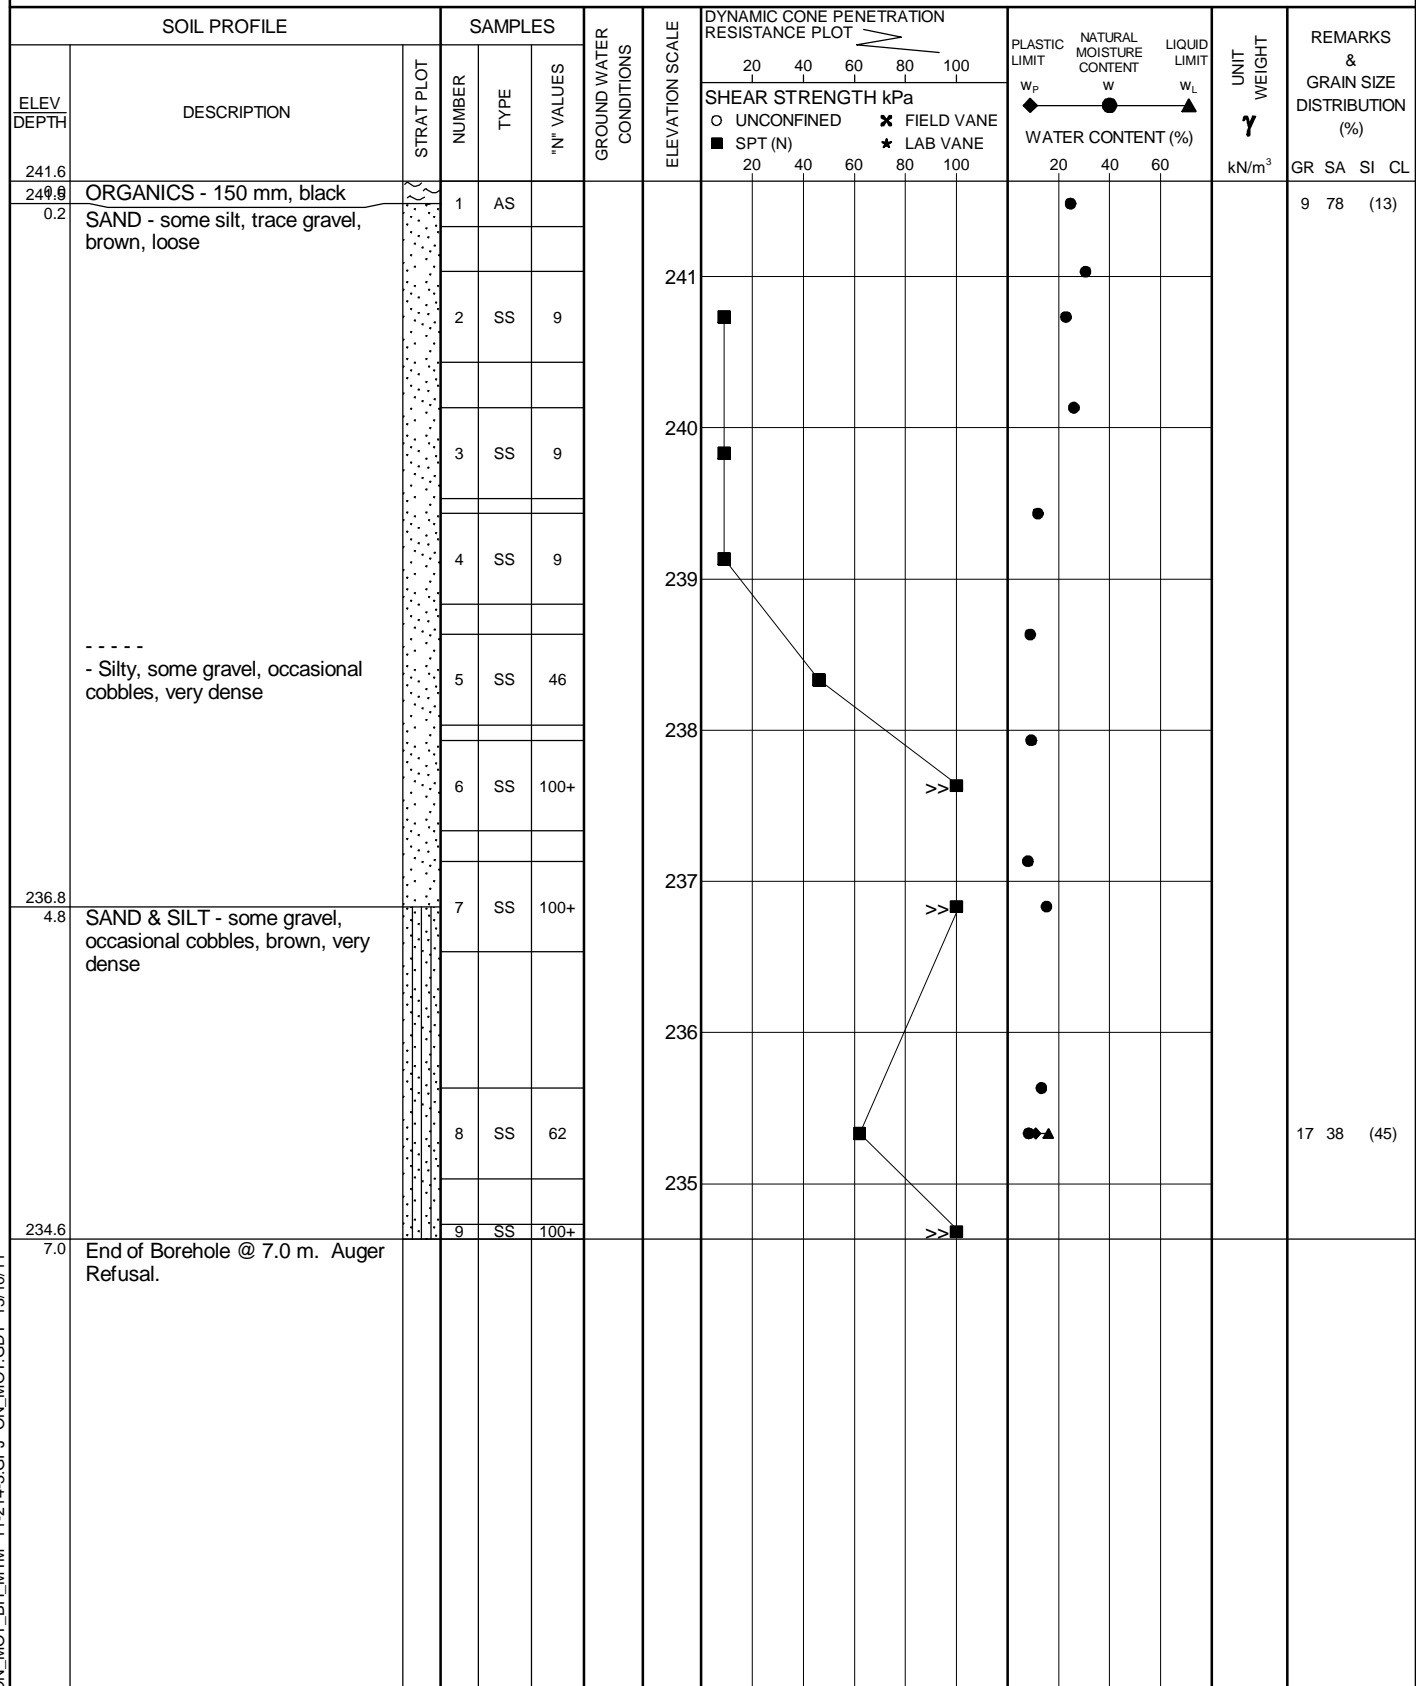 SOIL PROFILE
SAMPLES
GROUND WATER
CONDITIONS
ELEVATION SCALE
DYNAMIC CONE PENETRATION
RESISTANCE PLOT
20 40 60 80 100
SHEAR STRENGTH kPa
○ UNCONFINED ✖ FIELD VANE
■ SPT (N) ★ LAB VANE
20 40 60 80 100
PLASTIC
LIMIT
NATURAL
MOISTURE
CONTENT
LIQUID
LIMIT
WP W WL
WATER CONTENT (%)
20 40 60
UNIT
WEIGHT
γ
kN/m³
REMARKS
&
GRAIN SIZE
DISTRIBUTION
(%)
GR SA SI CL
ELEV
DEPTH
DESCRIPTION
STRAT PLOT
NUMBER
TYPE
"N" VALUES
241.6
0.0
241.5
0.2
ORGANICS - 150 mm, black
SAND - some silt, trace gravel,
brown, loose
1 AS
9 78 (13)
241
2 SS 9
240
3 SS 9
4 SS 9
239
- - - - -
- Silty, some gravel, occasional
cobbles, very dense
5 SS 46
238
6 SS 100+
>>
237
236.8
4.8
SAND & SILT - some gravel,
occasional cobbles, brown, very
dense
7 SS 100+
>>
236
8 SS 62
17 38 (45)
235
234.6
7.0
9 SS 100+
>>
End of Borehole @ 7.0 m. Auger
Refusal.